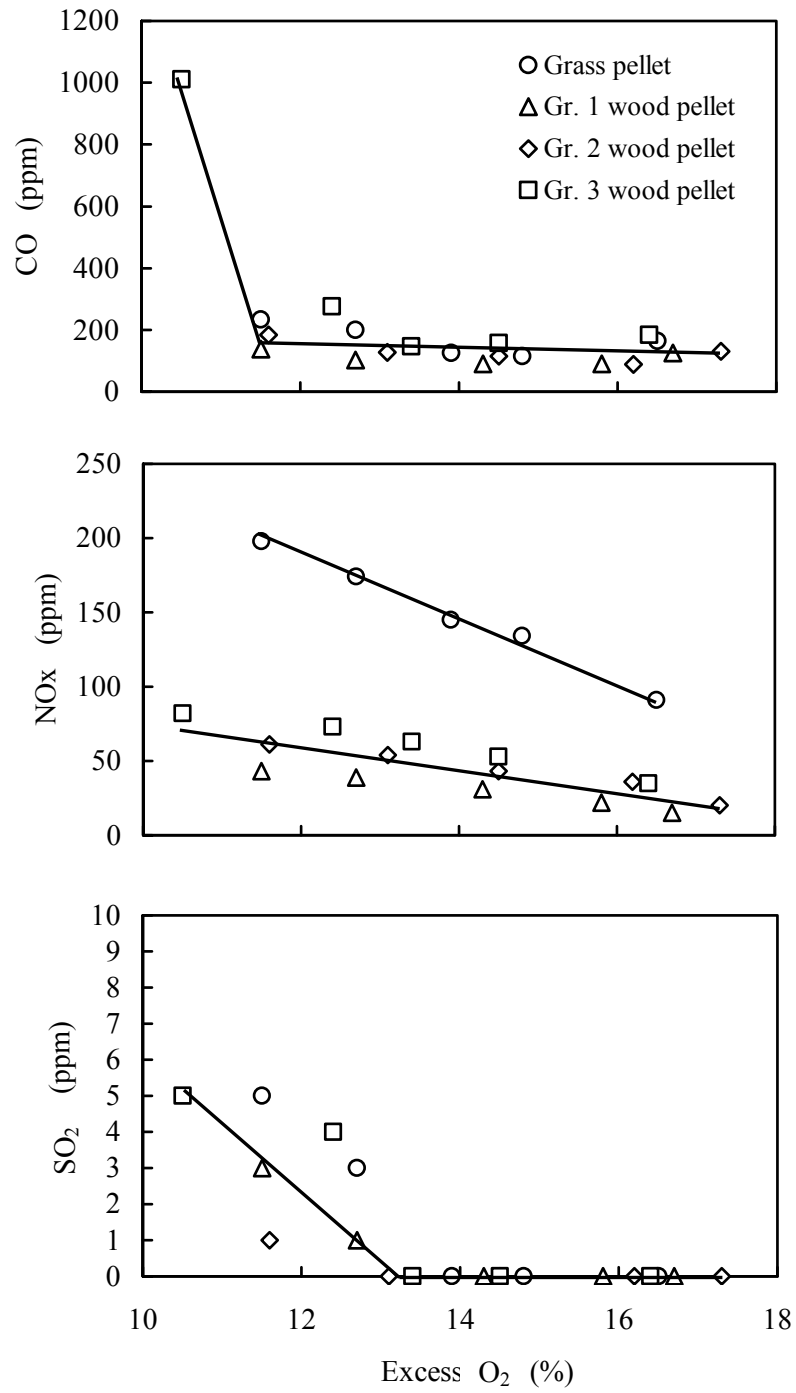 1200
1000
800
600
400
200
0
CO (ppm)
Grass pellet
Gr. 1 wood pellet
Gr. 2 wood pellet
Gr. 3 wood pellet
250
200
150
100
50
0
NOx (ppm)
10
9
8
7
6
5
4
3
2
1
0
SO₂ (ppm)
10 12 14 16 18
Excess O₂ (%)